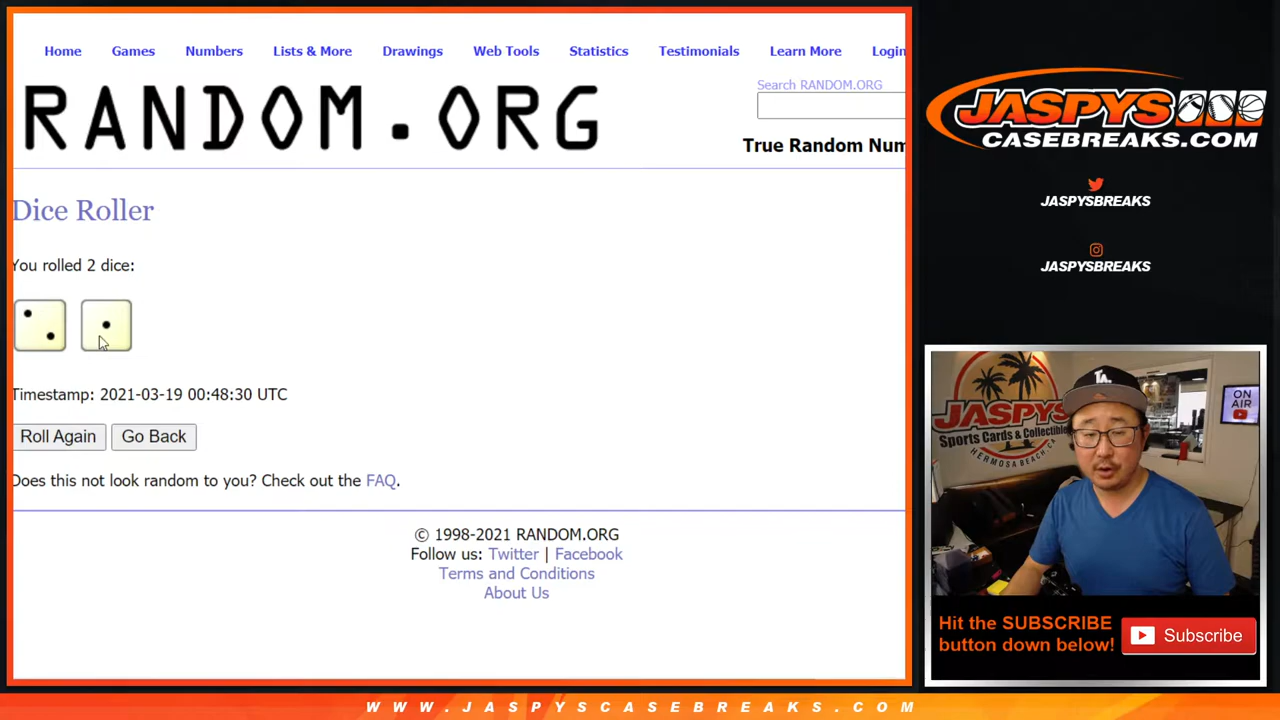 Home Games Numbers Lists & More Drawings Web Tools Statistics Testimonials Learn More Login
RANDOM.ORG
Search RANDOM.ORG
True Random Num
Dice Roller
You rolled 2 dice:
Timestamp: 2021-03-19 00:48:30 UTC
Roll Again Go Back
Does this not look random to you? Check out the FAQ.
© 1998-2021 RANDOM.ORG
Follow us: Twitter | Facebook
Terms and Conditions
About Us
JASPYS
CASEBREAKS.COM
JASPYSBREAKS
JASPYSBREAKS
JASPYS
Sports Cards & Collectible
HERMOSA BEACH, CA
LA
ON
AIR
Hit the SUBSCRIBE
button down below!
Subscribe
WWW.JASPYSCASEBREAKS.COM